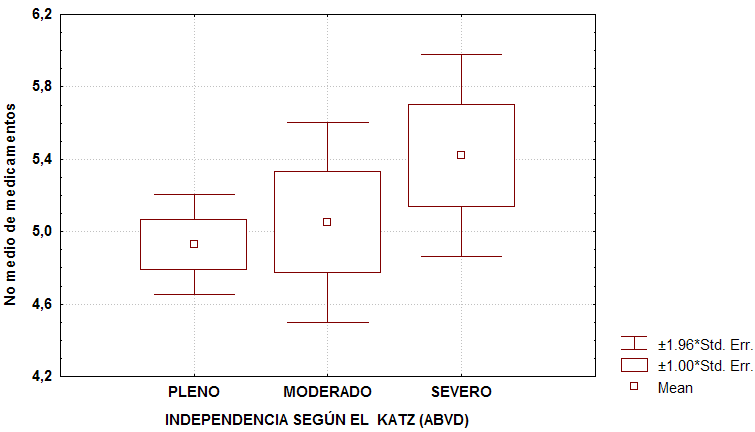 6,2
5,8
5,4
5,0
4,6
4,2
No medio de medicamentos
PLENO MODERADO SEVERO
INDEPENDENCIA SEGÚN EL KATZ (ABVD)
±1.96*Std. Err.
±1.00*Std. Err.
Mean